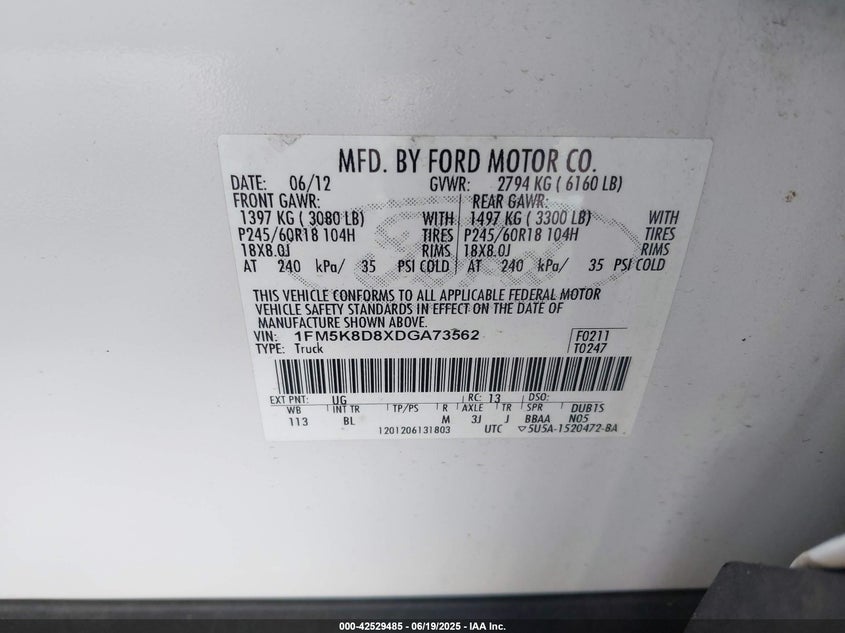 MFD. BY FORD MOTOR CO.
DATE: 06/12 GVWR: 2794 KG ( 6160 LB)
FRONT GAWR: REAR GAWR:
1397 KG ( 3080 LB) WITH 1497 KG ( 3300 LB) WITH
P245/60R18 104H TIRES P245/60R18 104H TIRES
18X8.0J RIMS 18X8.0J RIMS
AT 240 kPa/ 35 PSI COLD AT 240 kPa/ 35 PSI COLD
THIS VEHICLE CONFORMS TO ALL APPLICABLE FEDERAL MOTOR
VEHICLE SAFETY STANDARDS IN EFFECT ON THE DATE OF
MANUFACTURE SHOWN ABOVE.
VIN: 1FM5K8D8XDGA73562 F0211
TYPE: Truck T0247
EXT PNT: UG RC: 13 DSO:
WB INT TR TP/PS R AXLE TR SPR DUB1S
113 BL M 3J J BBAA N05
1201206131803 UTC ▽5U5A-1520472-BA
000-42529485 - 06/19/2025 - IAA Inc.